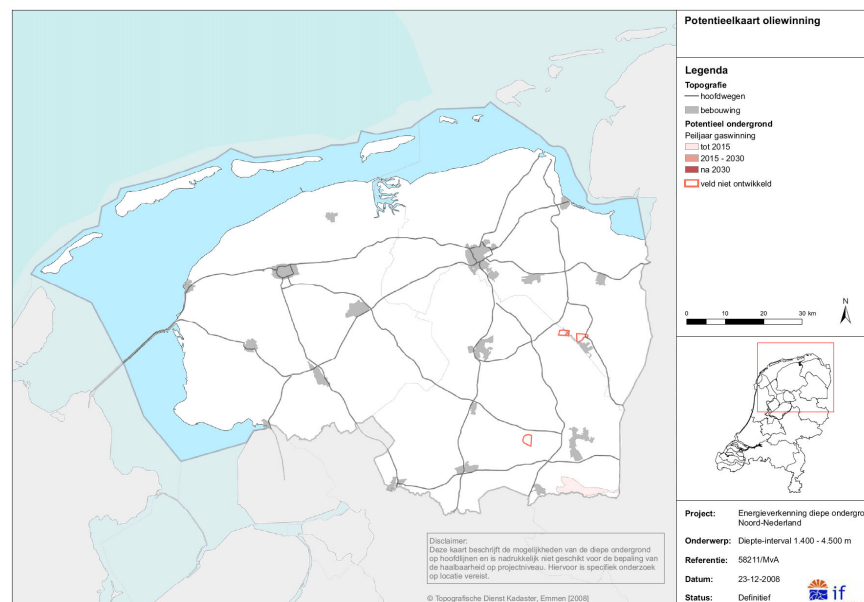 Potentieelkaart oliewinning
Legenda
Topografie
hoofdwegen
bebouwing
Potentieel ondergrond
Peiljaar gaswinning
tot 2015
2015 - 2030
na 2030
veld niet ontwikkeld
N
0 10 20 30 km
Project: Energieverkenning diepe ondergro
Noord-Nederland
Onderwerp: Diepte-interval 1.400 - 4.500 m
Referentie: 58211/MvA
Datum: 23-12-2008
Status: Definitief
if
Disclaimer:
Deze kaart beschrijft de mogelijkheden van de diepe ondergrond
op hoofdlijnen en is nadrukkelijk niet geschikt voor de bepaling van
de haalbaarheid op projectniveau. Hiervoor is specifiek onderzoek
op locatie vereist.
© Topografische Dienst Kadaster, Emmen [2008]